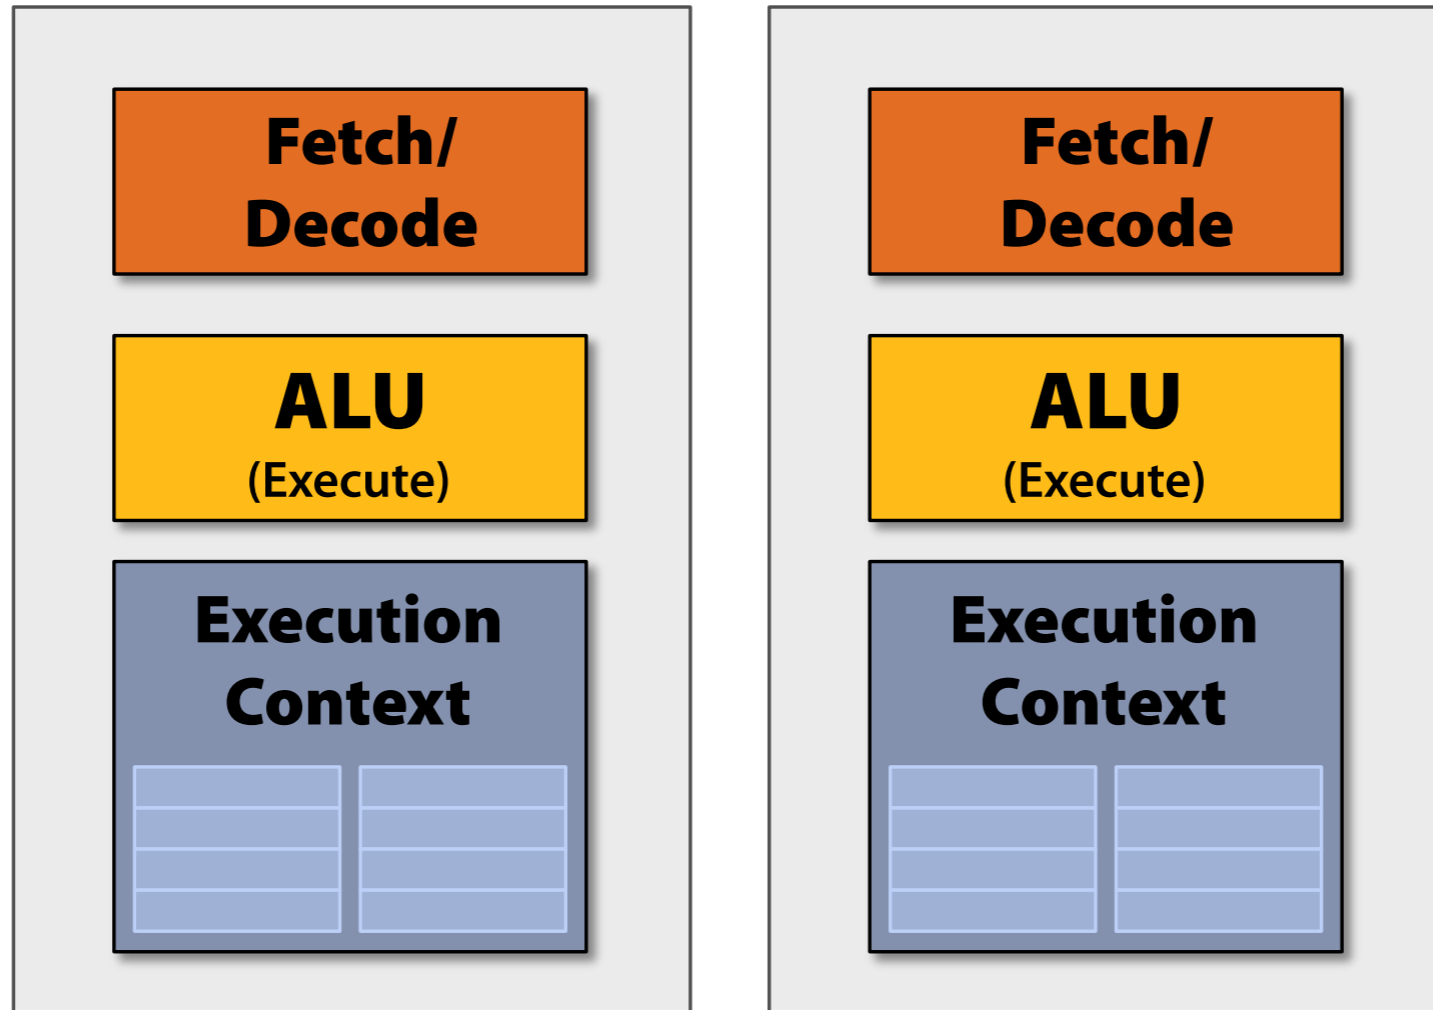 Fetch/
Decode
ALU
(Execute)
Execution
Context
Fetch/
Decode
ALU
(Execute)
Execution
Context